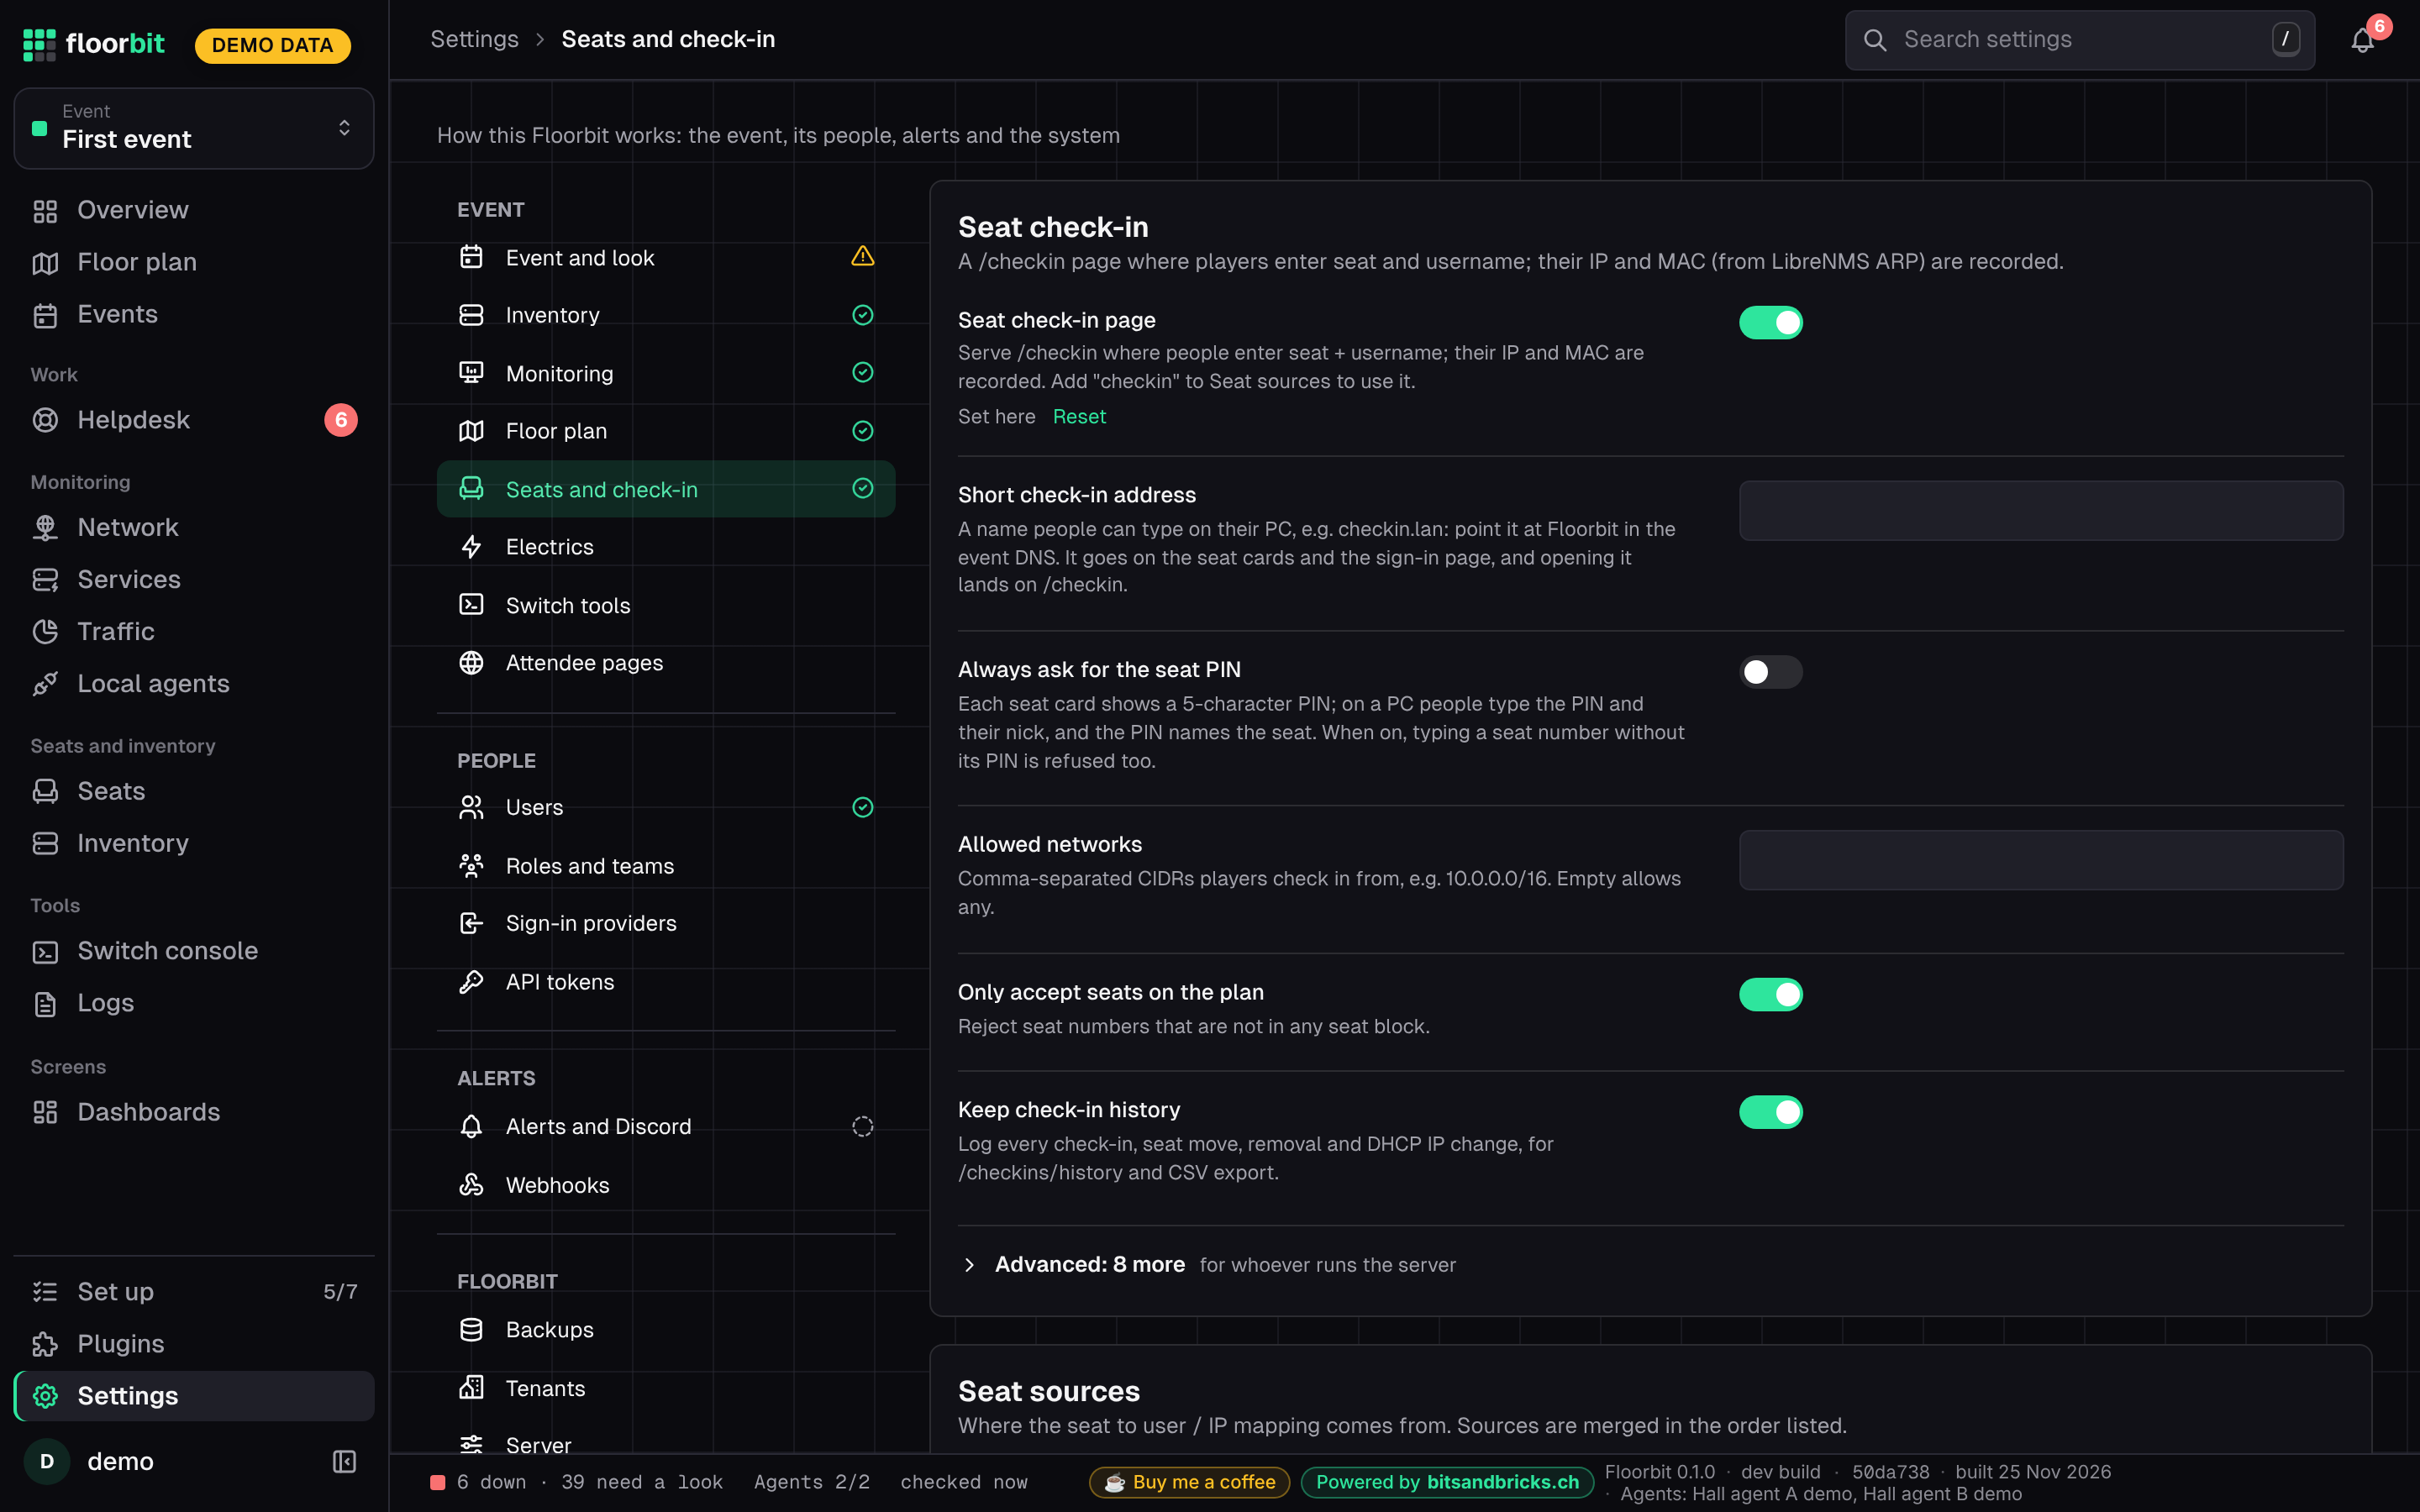 floorbit
DEMO DATA
Event
First event
Overview
Floor plan
Events
Work
Helpdesk
6
Monitoring
Network
Services
Traffic
Local agents
Seats and inventory
Seats
Inventory
Tools
Switch console
Logs
Screens
Dashboards
Set up
5/7
Plugins
Settings
D
demo
Settings
Seats and check-in
Search settings
/
6
How this Floorbit works: the event, its people, alerts and the system
EVENT
Event and look
Inventory
Monitoring
Floor plan
Seats and check-in
Electrics
Switch tools
Attendee pages
PEOPLE
Users
Roles and teams
Sign-in providers
API tokens
ALERTS
Alerts and Discord
Webhooks
FLOORBIT
Backups
Tenants
Server
Seat check-in
A /checkin page where players enter seat and username; their IP and MAC (from LibreNMS ARP) are recorded.
Seat check-in page
Serve /checkin where people enter seat + username; their IP and MAC are
recorded. Add "checkin" to Seat sources to use it.
Set here Reset
Short check-in address
A name people can type on their PC, e.g. checkin.lan: point it at Floorbit in the
event DNS. It goes on the seat cards and the sign-in page, and opening it
lands on /checkin.
Always ask for the seat PIN
Each seat card shows a 5-character PIN; on a PC people type the PIN and
their nick, and the PIN names the seat. When on, typing a seat number without
its PIN is refused too.
Allowed networks
Comma-separated CIDRs players check in from, e.g. 10.0.0.0/16. Empty allows
any.
Only accept seats on the plan
Reject seat numbers that are not in any seat block.
Keep check-in history
Log every check-in, seat move, removal and DHCP IP change, for
/checkins/history and CSV export.
Advanced: 8 more for whoever runs the server
Seat sources
Where the seat to user / IP mapping comes from. Sources are merged in the order listed.
6 down · 39 need a look Agents 2/2 checked now
☕ Buy me a coffee
Powered by bitsandbricks.ch
Floorbit 0.1.0 · dev build · 50da738 · built 25 Nov 2026
· Agents: Hall agent A demo, Hall agent B demo